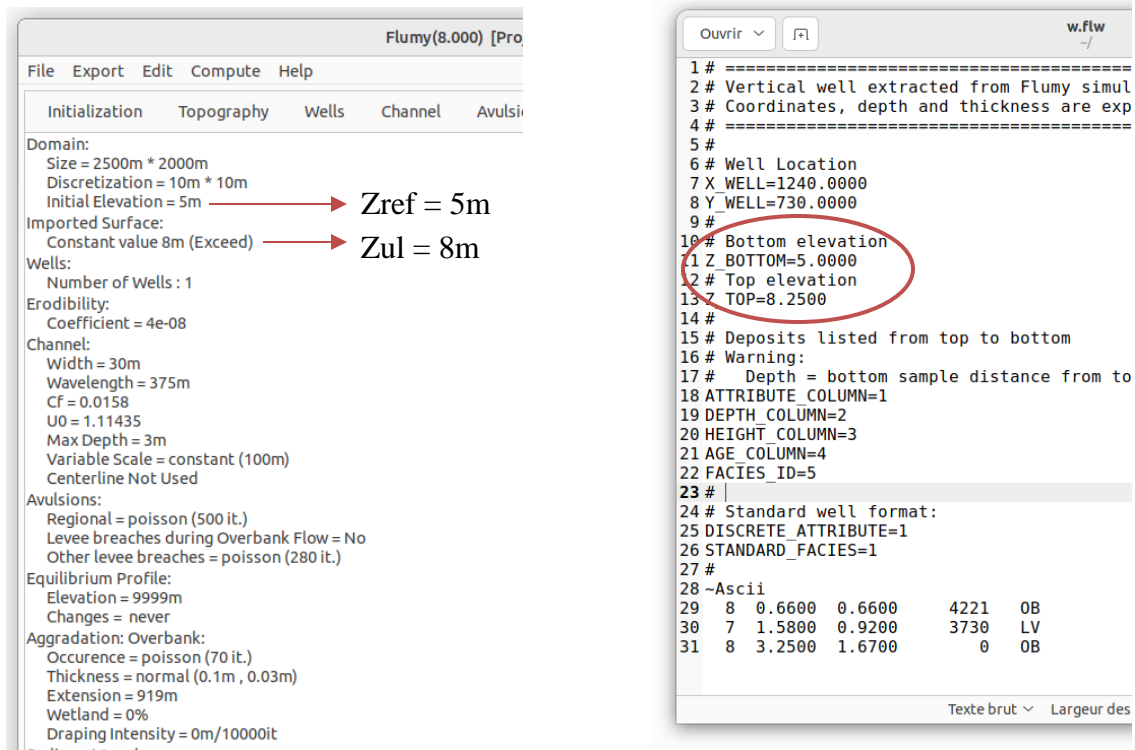 Flumy(8.000) [Pro
File Export Edit Compute Help
Initialization Topography Wells Channel Avulsi
Domain:
Size = 2500m * 2000m
Discretization = 10m * 10m
Initial Elevation = 5m
Imported Surface:
Constant value 8m (Exceed)
Wells:
Number of Wells : 1
Erodibility:
Coefficient = 4e-08
Channel:
Width = 30m
Wavelength = 375m
Cf = 0.0158
U0 = 1.11435
Max Depth = 3m
Variable Scale = constant (100m)
Centerline Not Used
Avulsions:
Regional = poisson (500 it.)
Levee breaches during Overbank Flow = No
Other levee breaches = poisson (280 it.)
Equilibrium Profile:
Elevation = 9999m
Changes = never
Aggradation: Overbank:
Occurence = poisson (70 it.)
Thickness = normal (0.1m , 0.03m)
Extension = 919m
Wetland = 0%
Draping Intensity = 0m/10000it
Zref = 5m
Zul = 8m
Ouvrir
w.flw
~/
1 # ========================================
2 # Vertical well extracted from Flumy simul
3 # Coordinates, depth and thickness are exp
4 # ========================================
5 #
6 # Well Location
7 X_WELL=1240.0000
8 Y_WELL=730.0000
9 #
10 # Bottom elevation
11 Z_BOTTOM=5.0000
12 # Top elevation
13 Z_TOP=8.2500
14 #
15 # Deposits listed from top to bottom
16 # Warning:
17 # Depth = bottom sample distance from to
18 ATTRIBUTE_COLUMN=1
19 DEPTH_COLUMN=2
20 HEIGHT_COLUMN=3
21 AGE_COLUMN=4
22 FACIES_ID=5
23 #
24 # Standard well format:
25 DISCRETE_ATTRIBUTE=1
26 STANDARD_FACIES=1
27 #
28 ~Ascii
29 8 0.6600 0.6600 4221 OB
30 7 1.5800 0.9200 3730 LV
31 8 3.2500 1.6700 0 OB
Texte brut Largeur des